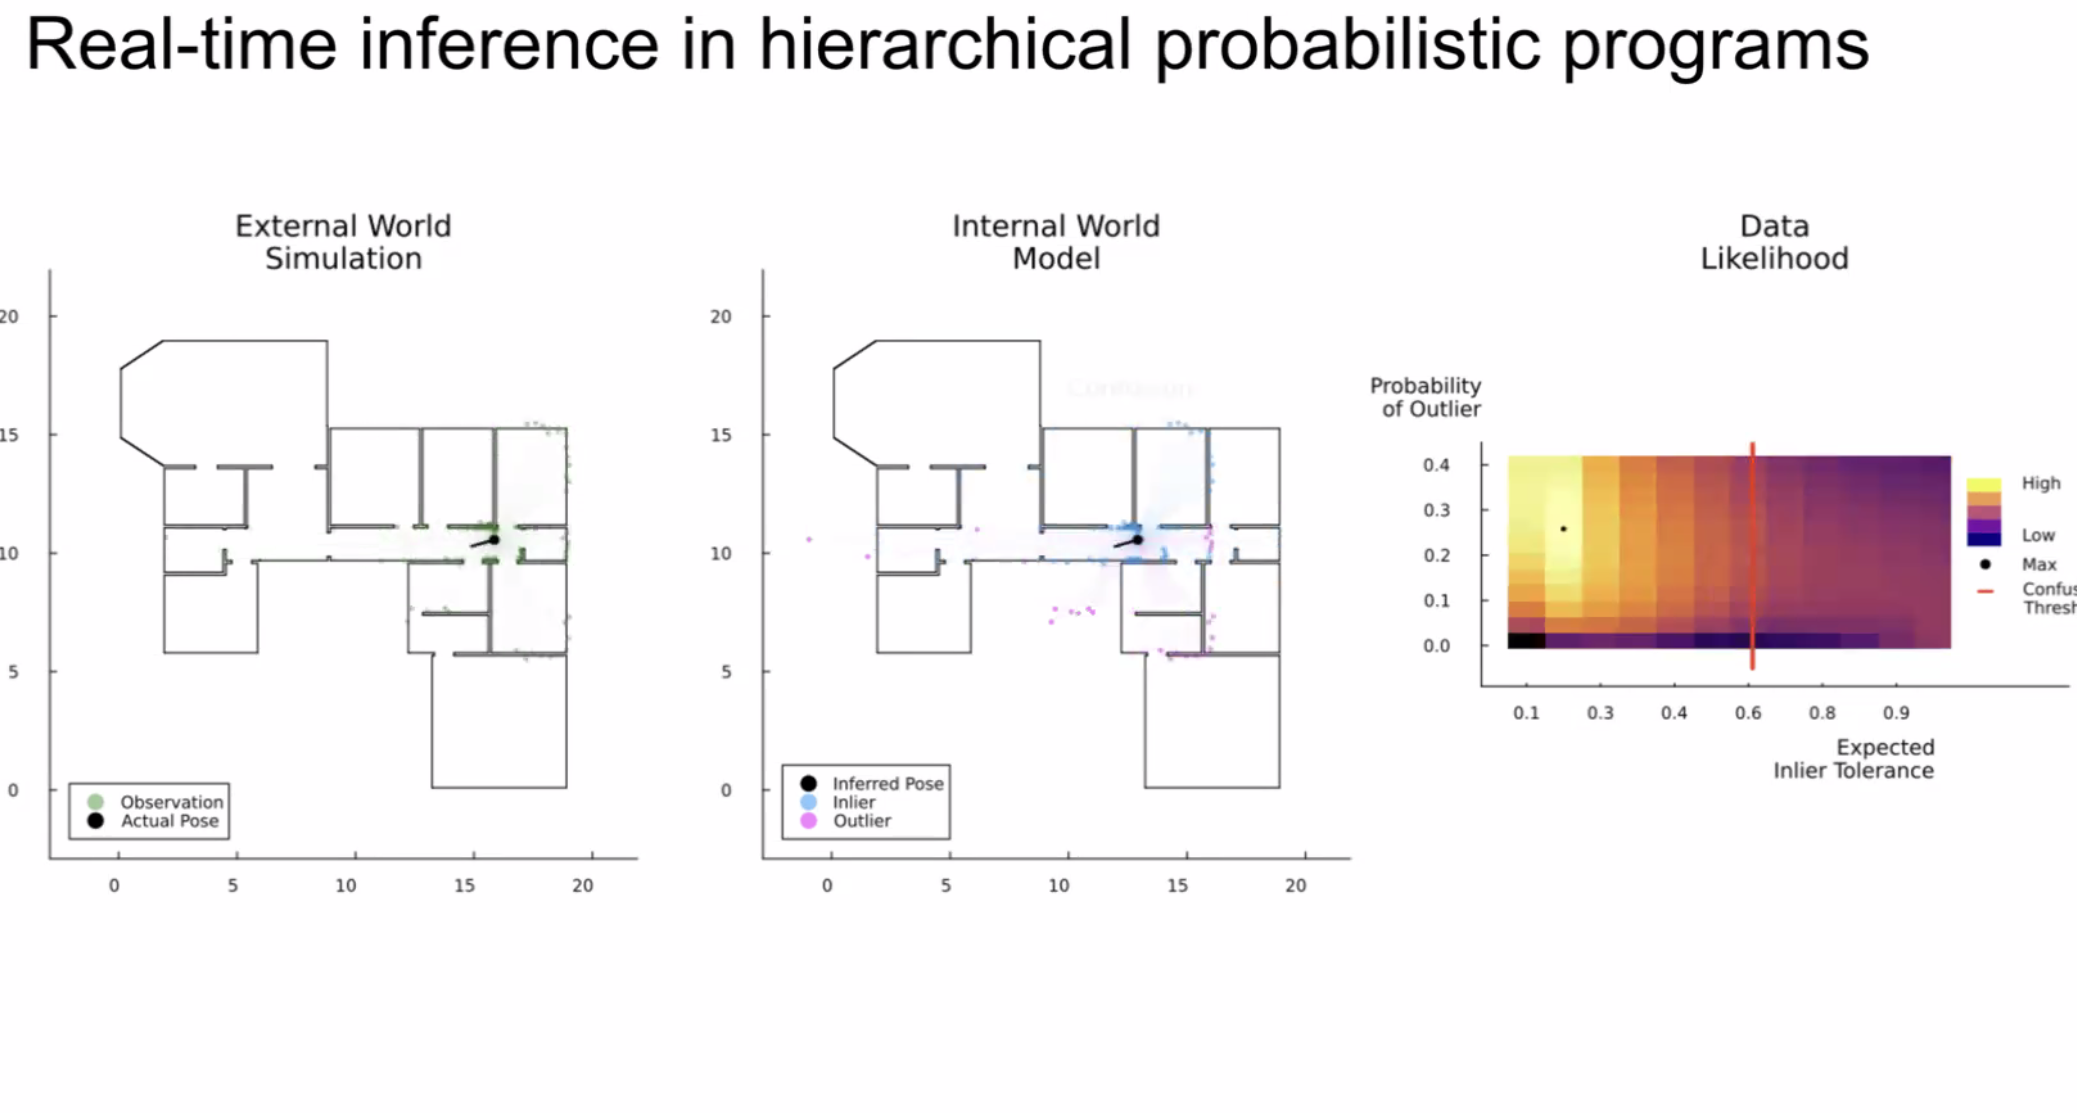 Real-time inference in hierarchical probabilistic programs
External World
Simulation
20
15
10
5
0
0 5 10 15 20
Observation
Actual Pose
Internal World
Model
Confusion
20
15
10
5
0
0 5 10 15 20
Inferred Pose
Inlier
Outlier
Data
Likelihood
Probability
of Outlier
0.4
0.3
0.2
0.1
0.0
0.1 0.3 0.4 0.6 0.8 0.9
Expected
Inlier Tolerance
High
Low
Max
Confus
Thresh